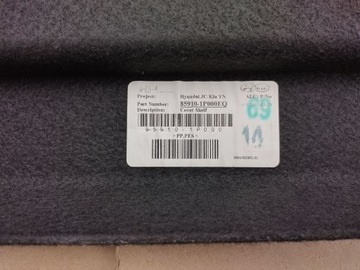 Project: Hyundai JC/Kia YN
Part Number: 85910-1P000EQ
Description: Cover Shelf
69
14
85910-1P000
>PP,PES<